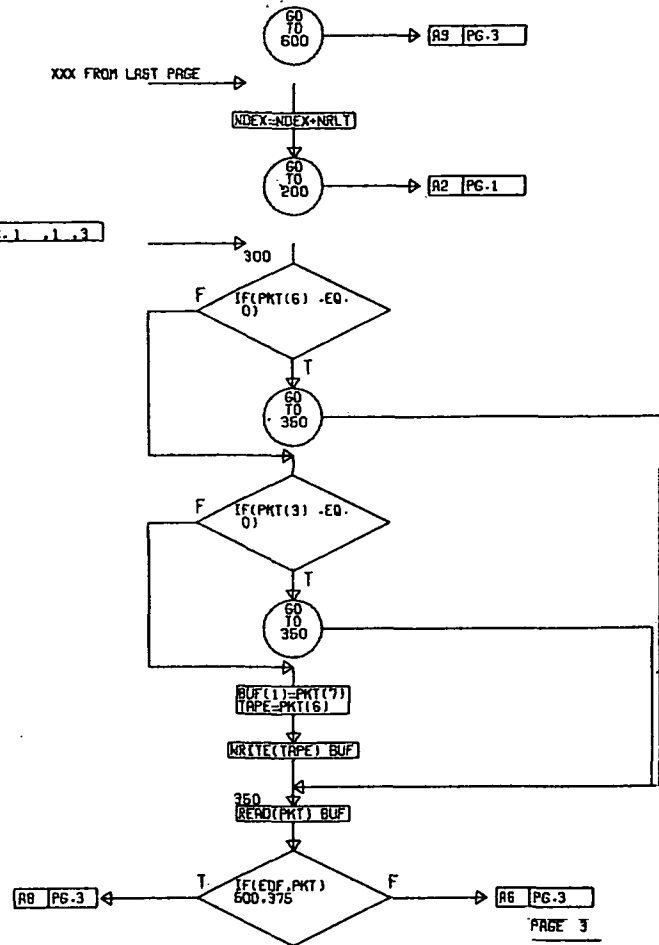 GO
TO
600
A9 PG.3
XXX FROM LAST PAGE
NDEX=NDEX+NRLT
GO
TO
200
A2 PG.1
.1 ,1 ,3
300
F
IF(PKT(6) .EQ.
0)
T
GO
TO
350
F
IF(PKT(3) .EQ.
0)
T
GO
TO
350
BUF(1)=PKT(7)
TAPE=PKT(6)
WRITE(TAPE) BUF
350
READ(PKT) BUF
T
IF(EOF,PKT)
600,375
F
A8 PG.3
A6 PG.3
PAGE 3